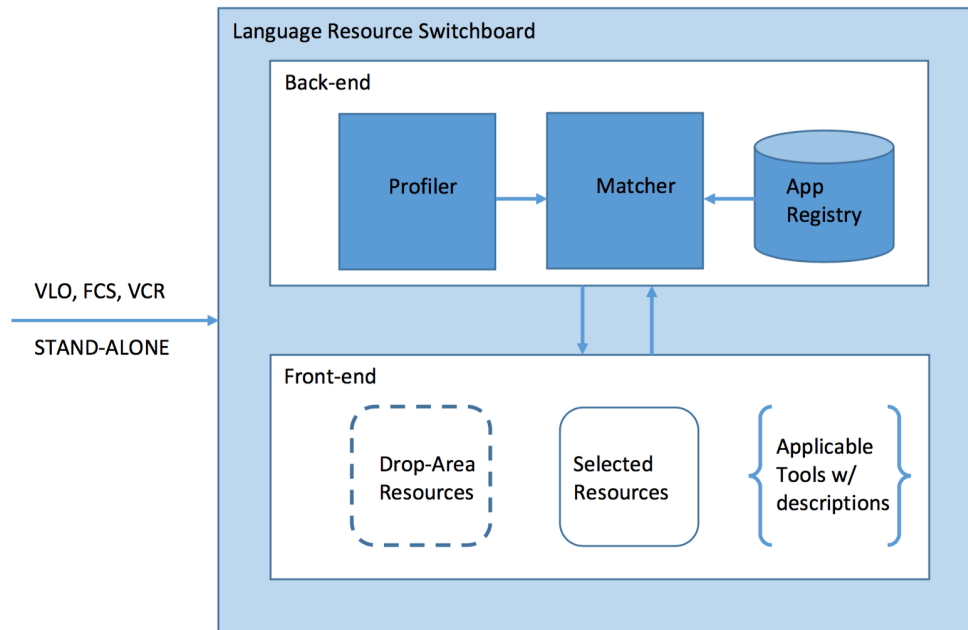 Language Resource Switchboard
Back-end
Profiler
Matcher
App
Registry
VLO, FCS, VCR
STAND-ALONE
Front-end
Drop-Area
Resources
Selected
Resources
Applicable
Tools w/
descriptions